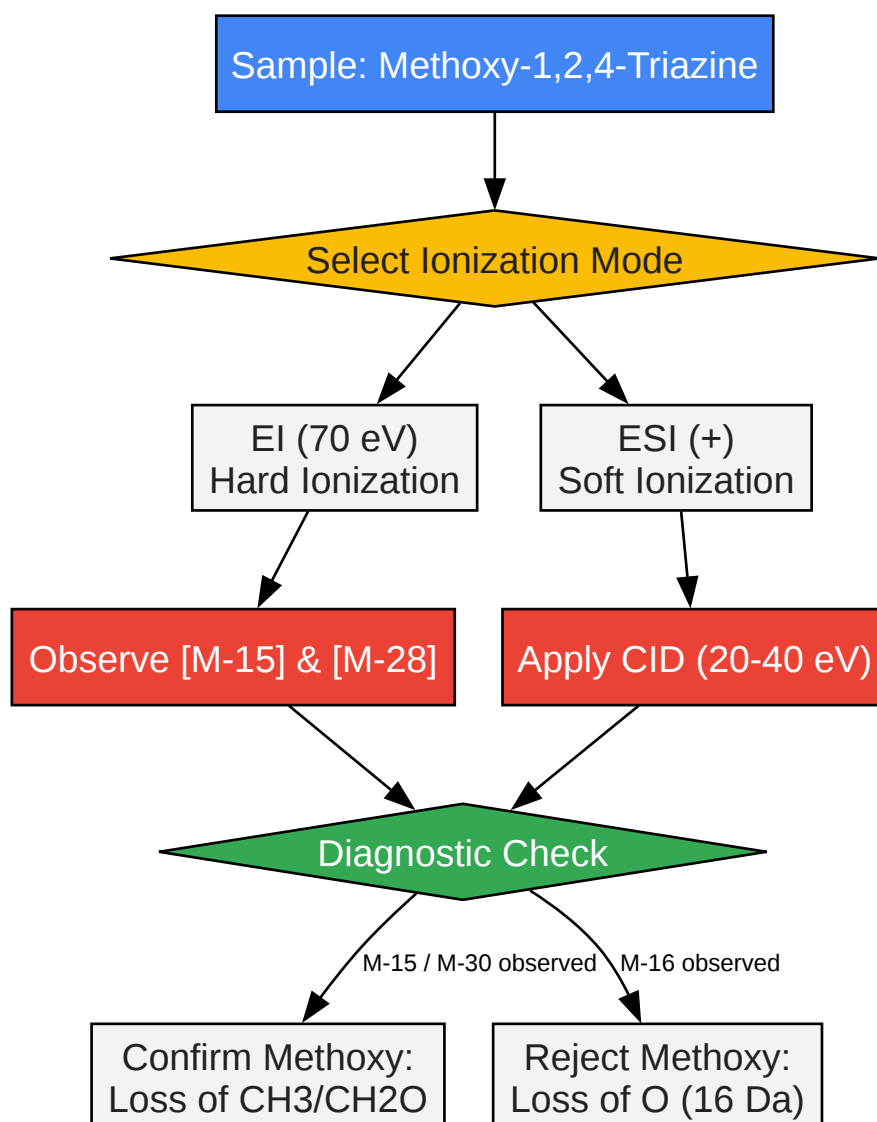 Sample: Methoxy-1,2,4-Triazine
Select Ionization Mode
EI (70 eV)
Hard Ionization
ESI (+)
Soft Ionization
Observe [M-15] & [M-28]
Apply CID (20-40 eV)
Diagnostic Check
M-15 / M-30 observed
M-16 observed
Confirm Methoxy:
Loss of CH3/CH2O
Reject Methoxy:
Loss of O (16 Da)